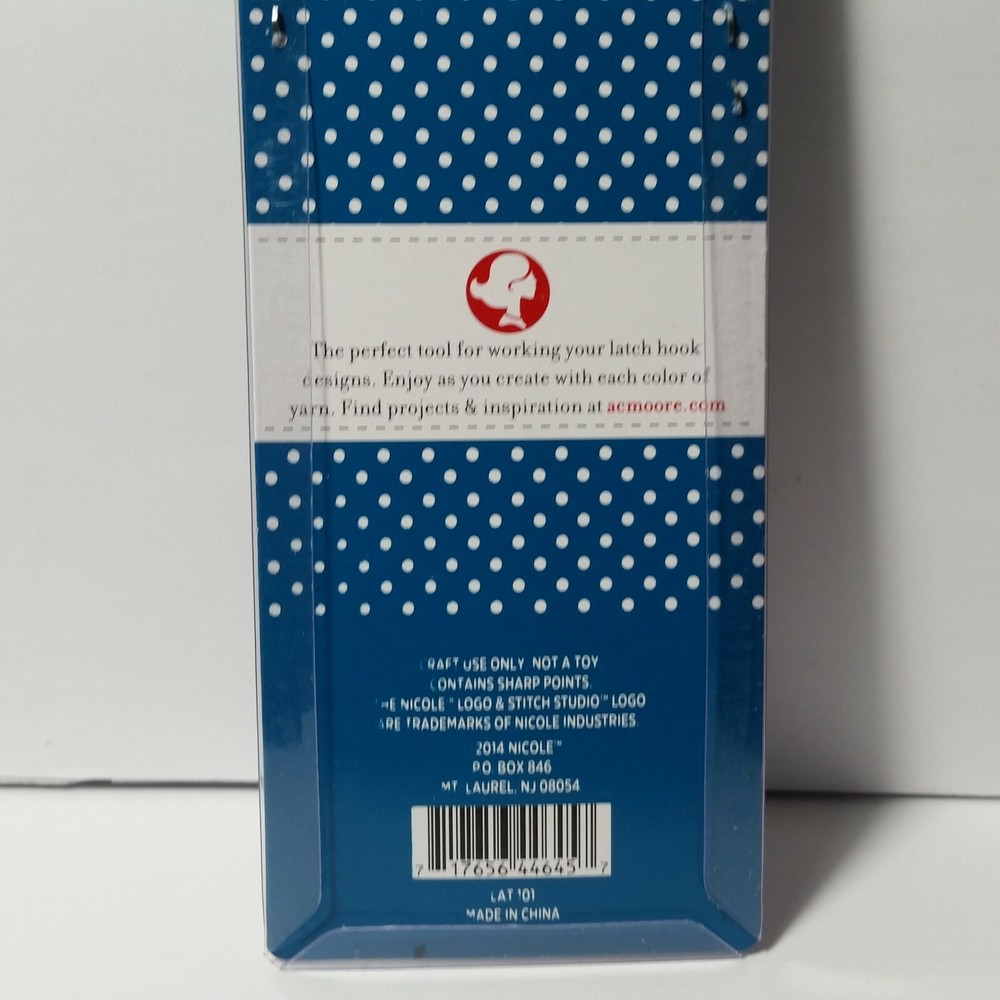 The perfect tool for working your latch hook
designs. Enjoy as you create with each color of
yarn. Find projects & inspiration at acmoore.com
CRAFT USE ONLY NOT A TOY
CONTAINS SHARP POINTS.
THE NICOLE™ LOGO & STITCH STUDIO™ LOGO
ARE TRADEMARKS OF NICOLE INDUSTRIES.
2014 NICOLE™
P.O. BOX 846
MT. LAUREL, NJ 08054
7 17656 44645 7
LAT 101
MADE IN CHINA